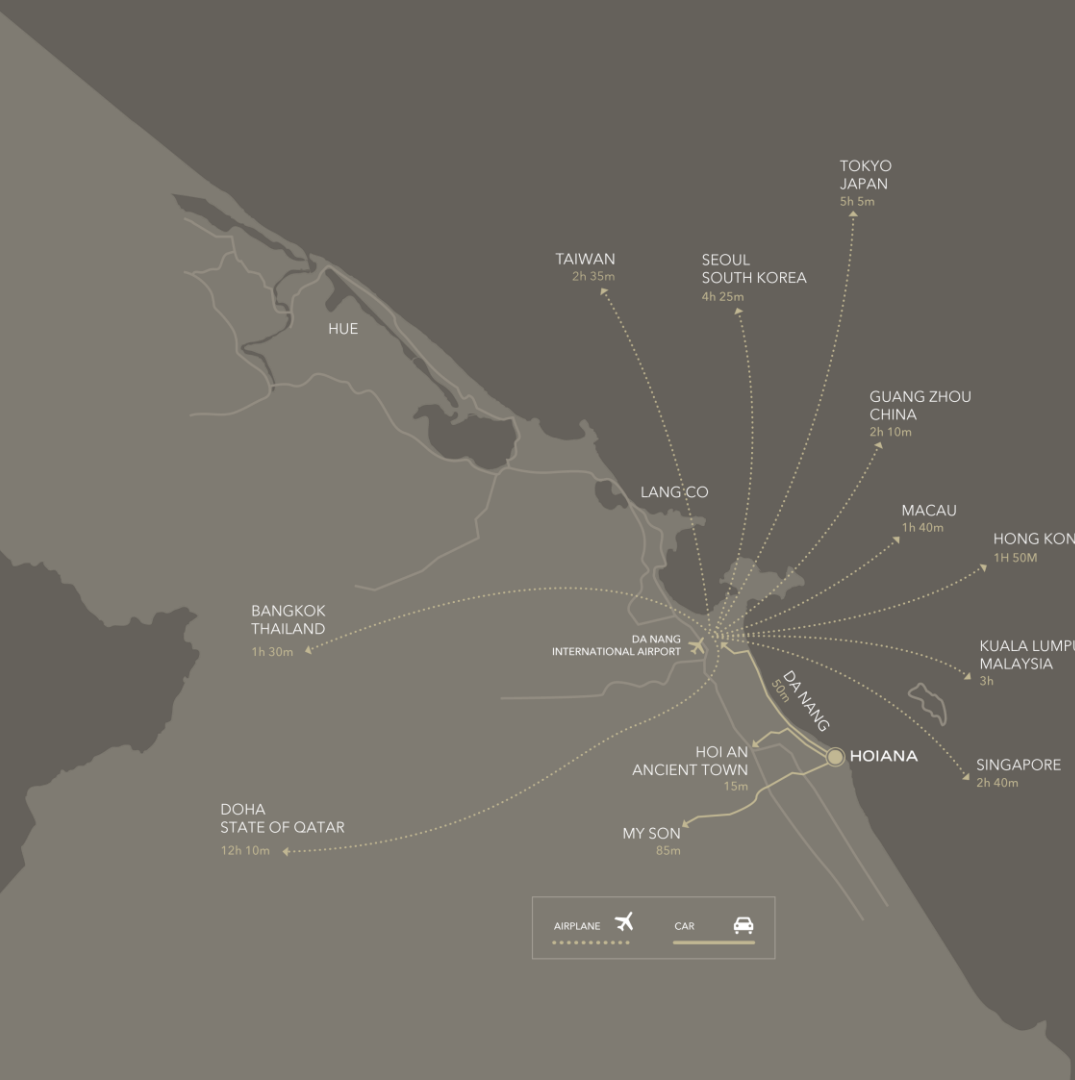 TOKYO
JAPAN
5h 5m
TAIWAN
2h 35m
SEOUL
SOUTH KOREA
4h 25m
HUE
GUANG ZHOU
CHINA
2h 10m
LANG CO
MACAU
1h 40m
HONG KON
1H 50M
BANGKOK
THAILAND
1h 30m
DA NANG
INTERNATIONAL AIRPORT
KUALA LUMPU
MALAYSIA
3h
DA NANG
50m
HOI AN
ANCIENT TOWN
15m
HOIANA
SINGAPORE
2h 40m
DOHA
STATE OF QATAR
12h 10m
MY SON
85m
AIRPLANE
CAR